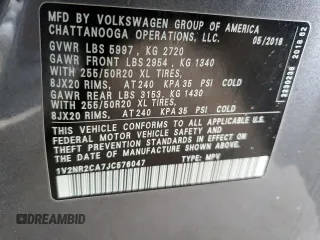 MFD BY VOLKSWAGEN GROUP OF AMERICA
CHATTANOOGA OPERATIONS, LLC.
05/2018
GVWR LBS 5997, KG 2720
GAWR FRONT LBS 2954, KG 1340
WITH 255/50R20 XL TIRES,
8JX20 RIMS, AT 240 KPA 35 PSI COLD
GAWR REAR LBS 3153, KG 1430
WITH 255/50R20 XL TIRES,
8JX20 RIMS, AT 240 KPA 35 PSI COLD
THIS VEHICLE CONFORMS TO ALL APPLICABLE U.S.
FEDERAL MOTOR VEHICLE SAFETY STANDARDS
IN EFFECT ON THE DATE OF MANUFACTURE
SHOWN ABOVE
1V2NR2CA7JC576047 TYPE: MPV
2018 62
DREAMBID